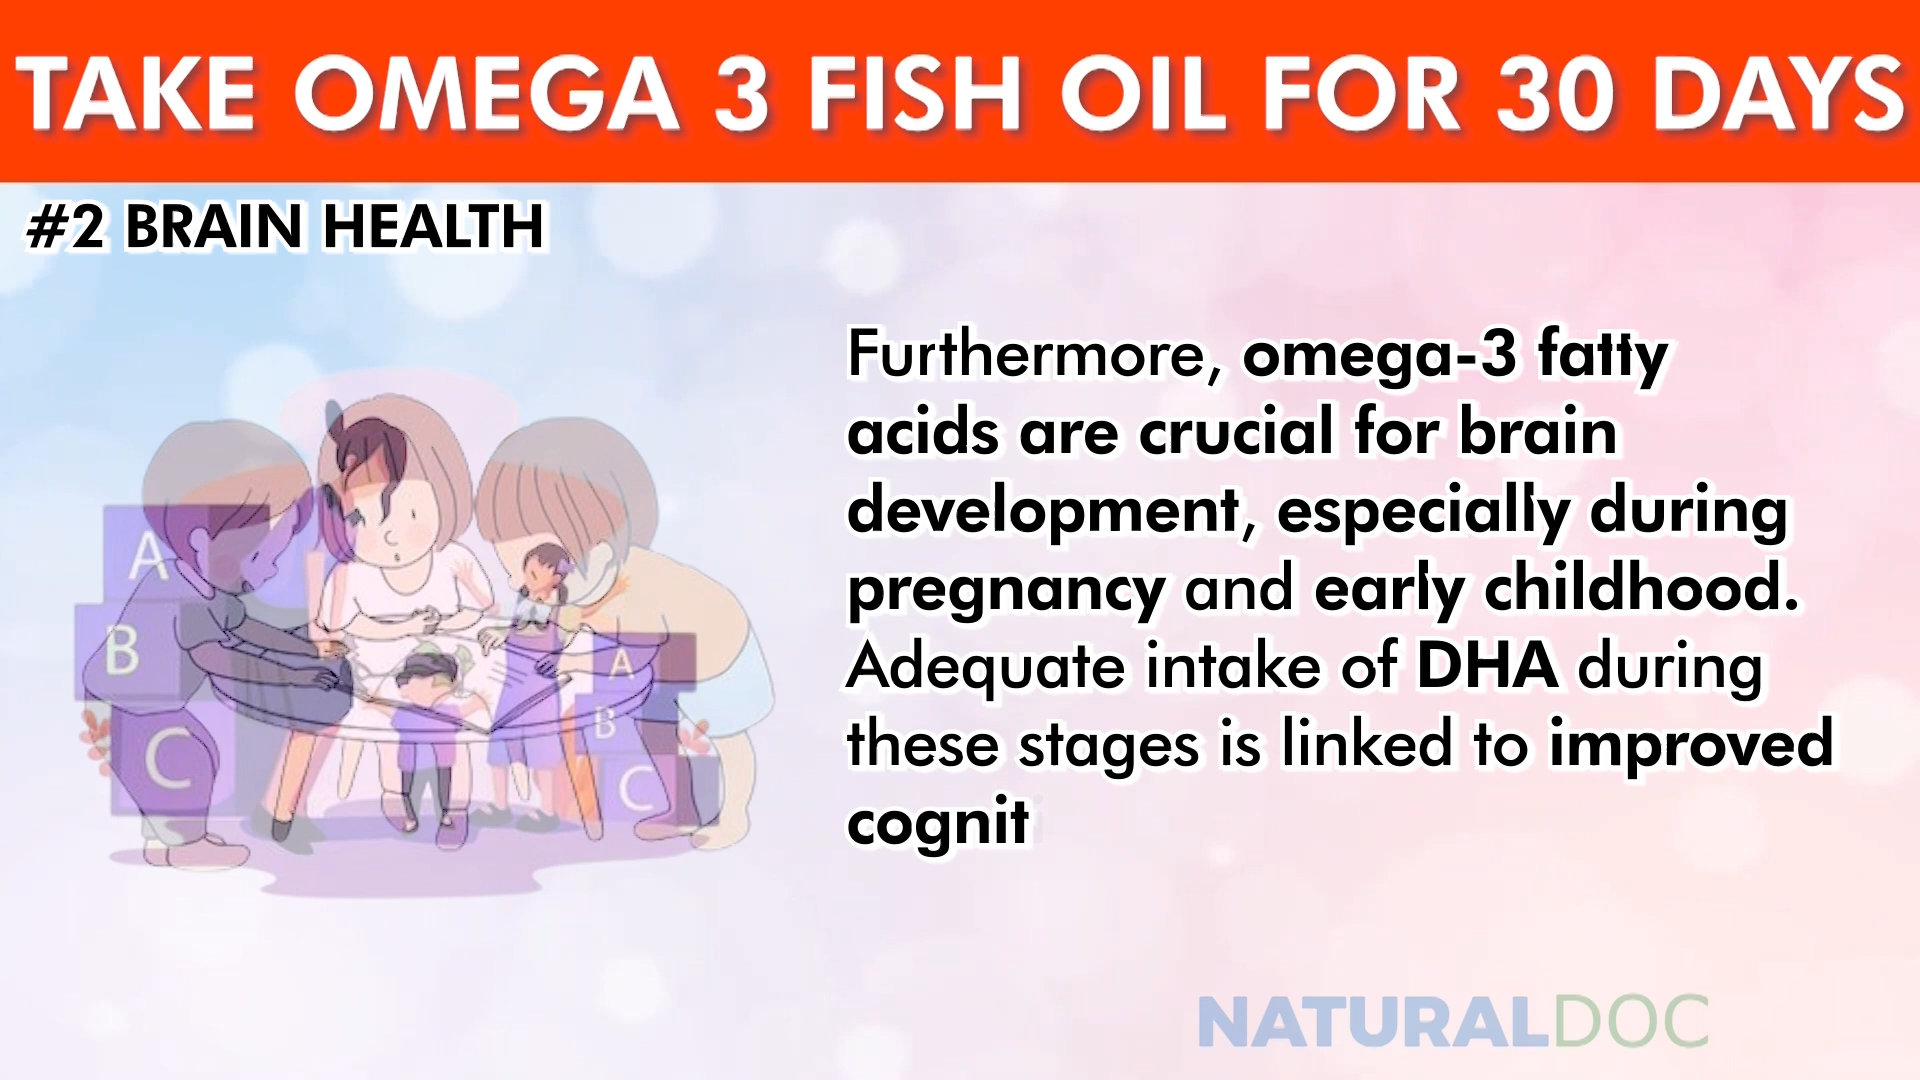 TAKE OMEGA 3 FISH OIL FOR 30 DAYS
#2 BRAIN HEALTH
Furthermore, omega-3 fatty
acids are crucial for brain
development, especially during
pregnancy and early childhood.
Adequate intake of DHA during
these stages is linked to improved
cognit
A
B
C
A
B
C
NATURALDOC